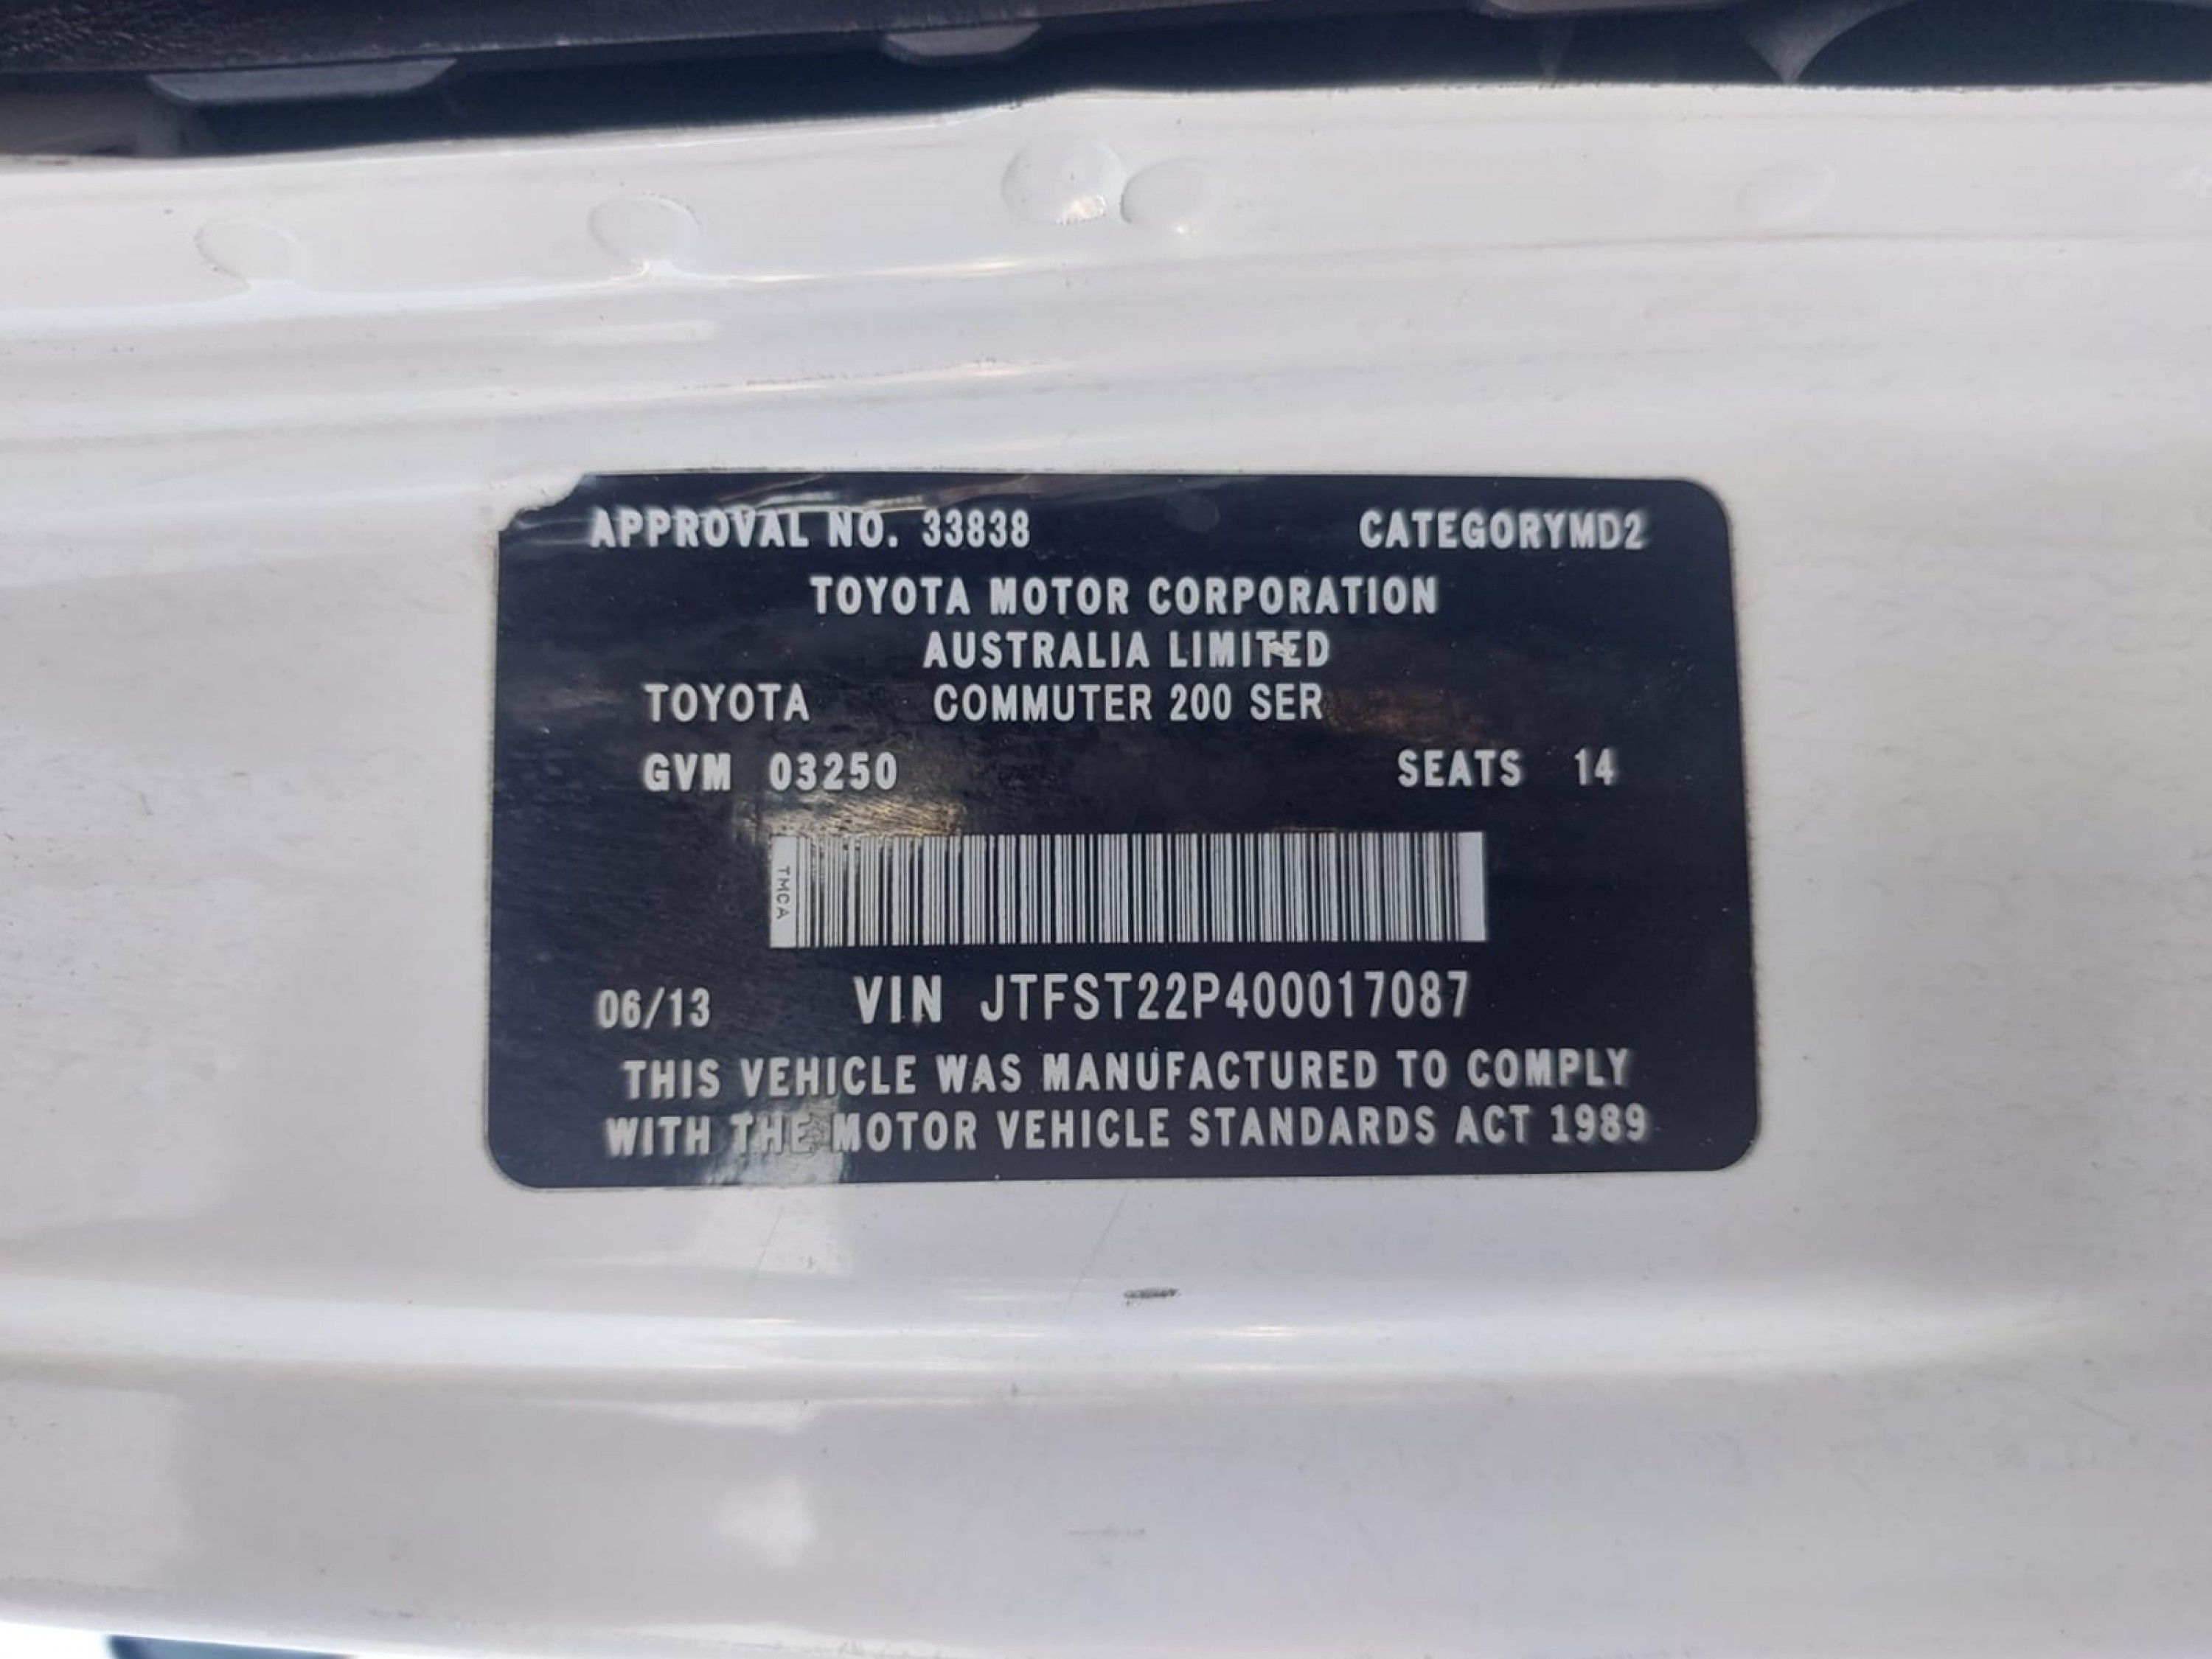 APPROVAL NO. 33838 CATEGORYMD2
TOYOTA MOTOR CORPORATION
AUSTRALIA LIMITED
TOYOTA COMMUTER 200 SER
GVM 03250 SEATS 14
TMCA
06/13 VIN JTFST22P400017087
THIS VEHICLE WAS MANUFACTURED TO COMPLY
WITH THE MOTOR VEHICLE STANDARDS ACT 1989